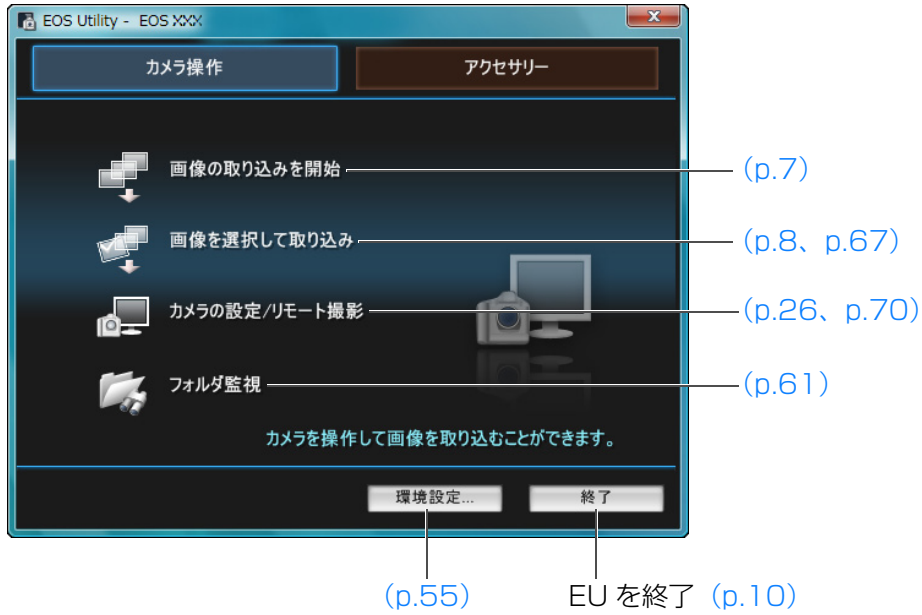 EOS Utility - EOS XXX
カメラ操作
アクセサリー
画像の取り込みを開始
(p.7)
画像を選択して取り込み
(p.8、p.67)
カメラの設定/リモート撮影
(p.26、p.70)
フォルダ監視
(p.61)
カメラを操作して画像を取り込むことができます。
環境設定...
終了
(p.55)
EU を終了 (p.10)